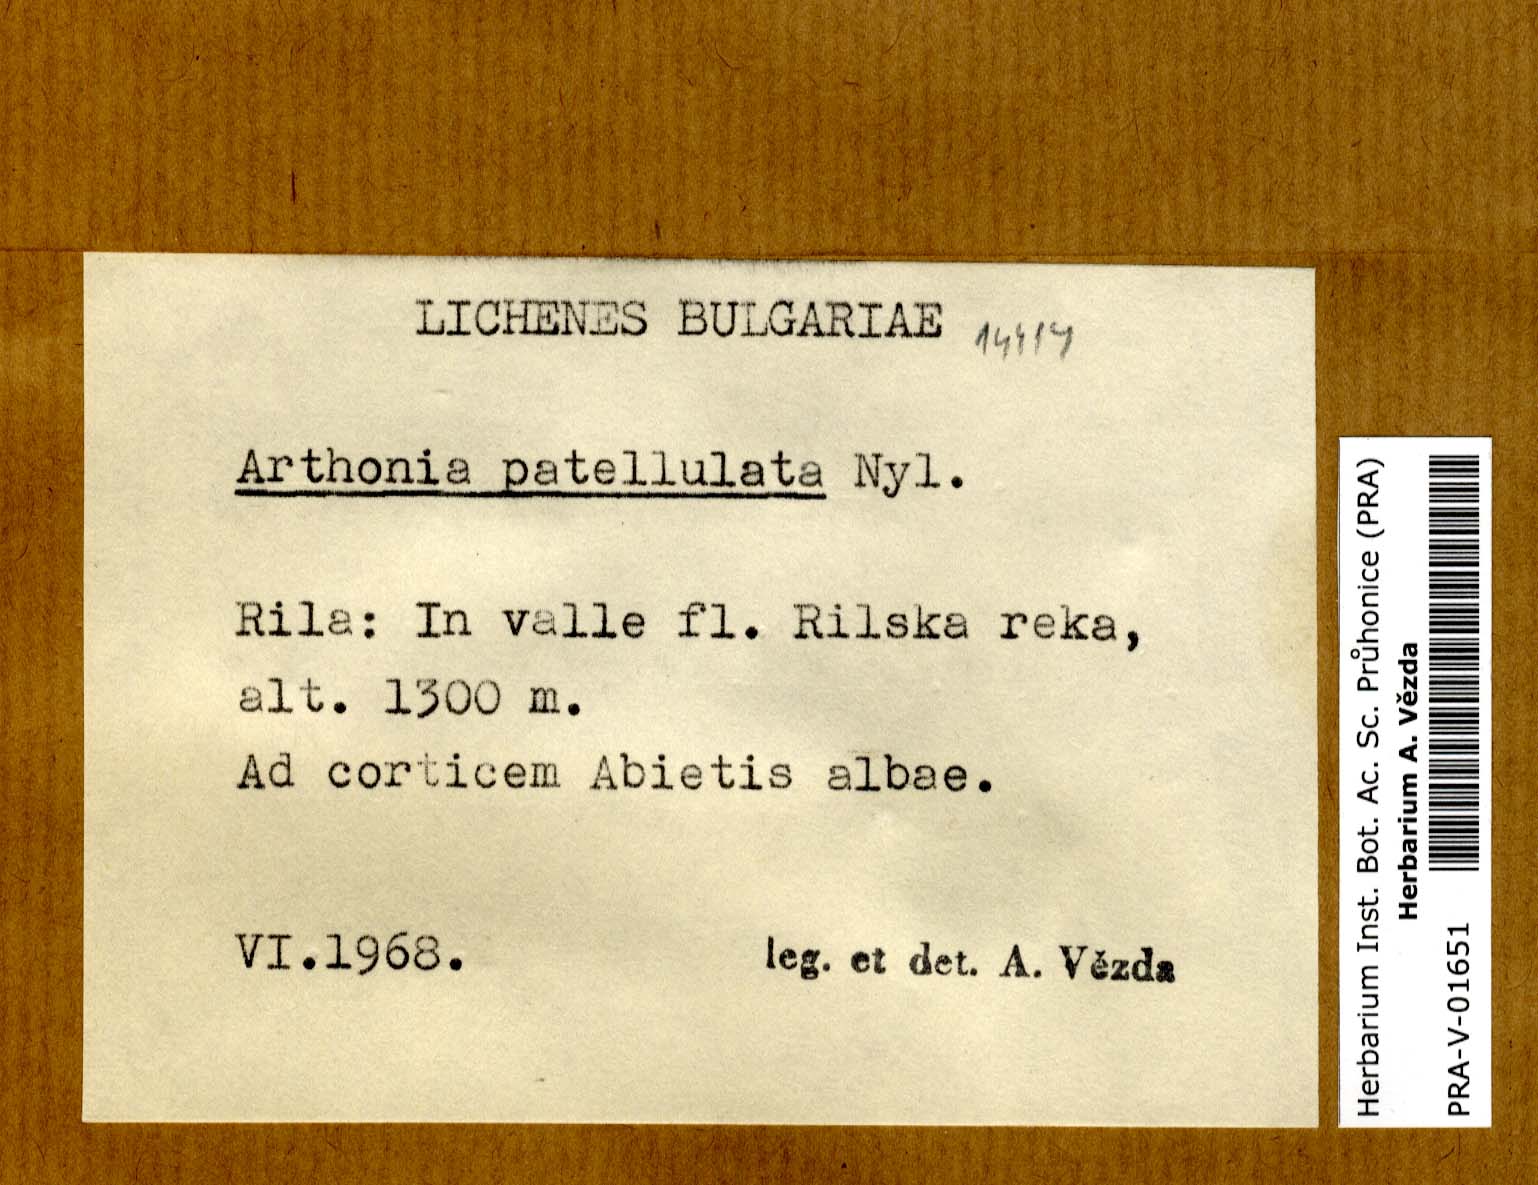 LICHENES BULGARIAE
Arthonia patellulata Nyl.
Rila: In valle fl. Rilska reka,
alt. 1300 m.
Ad corticem Abietis albae.
VI.1968.
leg. et det. A. Vězda
Herbarium Inst. Bot. Ac. Sc. Průhonice (PRA)
Herbarium A. Vězda
PRA-V-01651